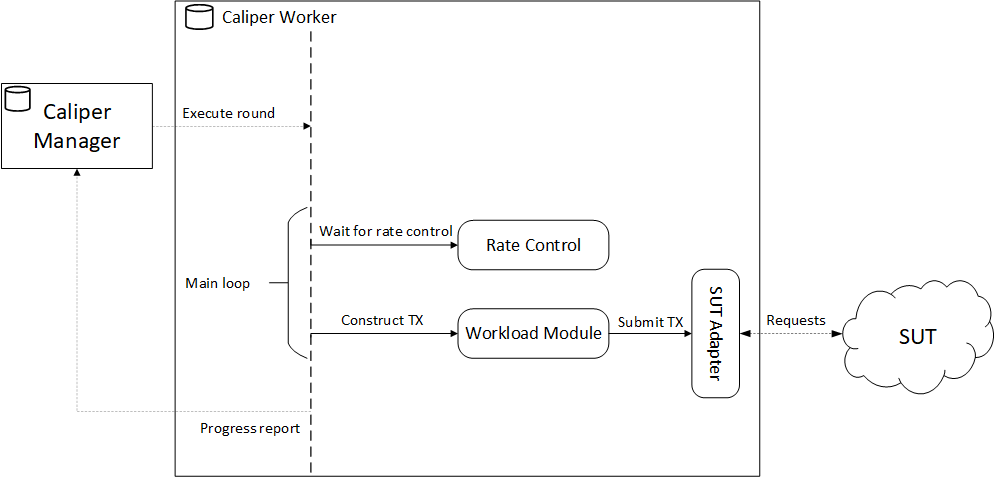 Caliper Worker
Caliper
Manager
Execute round
Wait for rate control
Rate Control
Main loop
Construct TX
Workload Module
Submit TX
SUT Adapter
Requests
SUT
Progress report